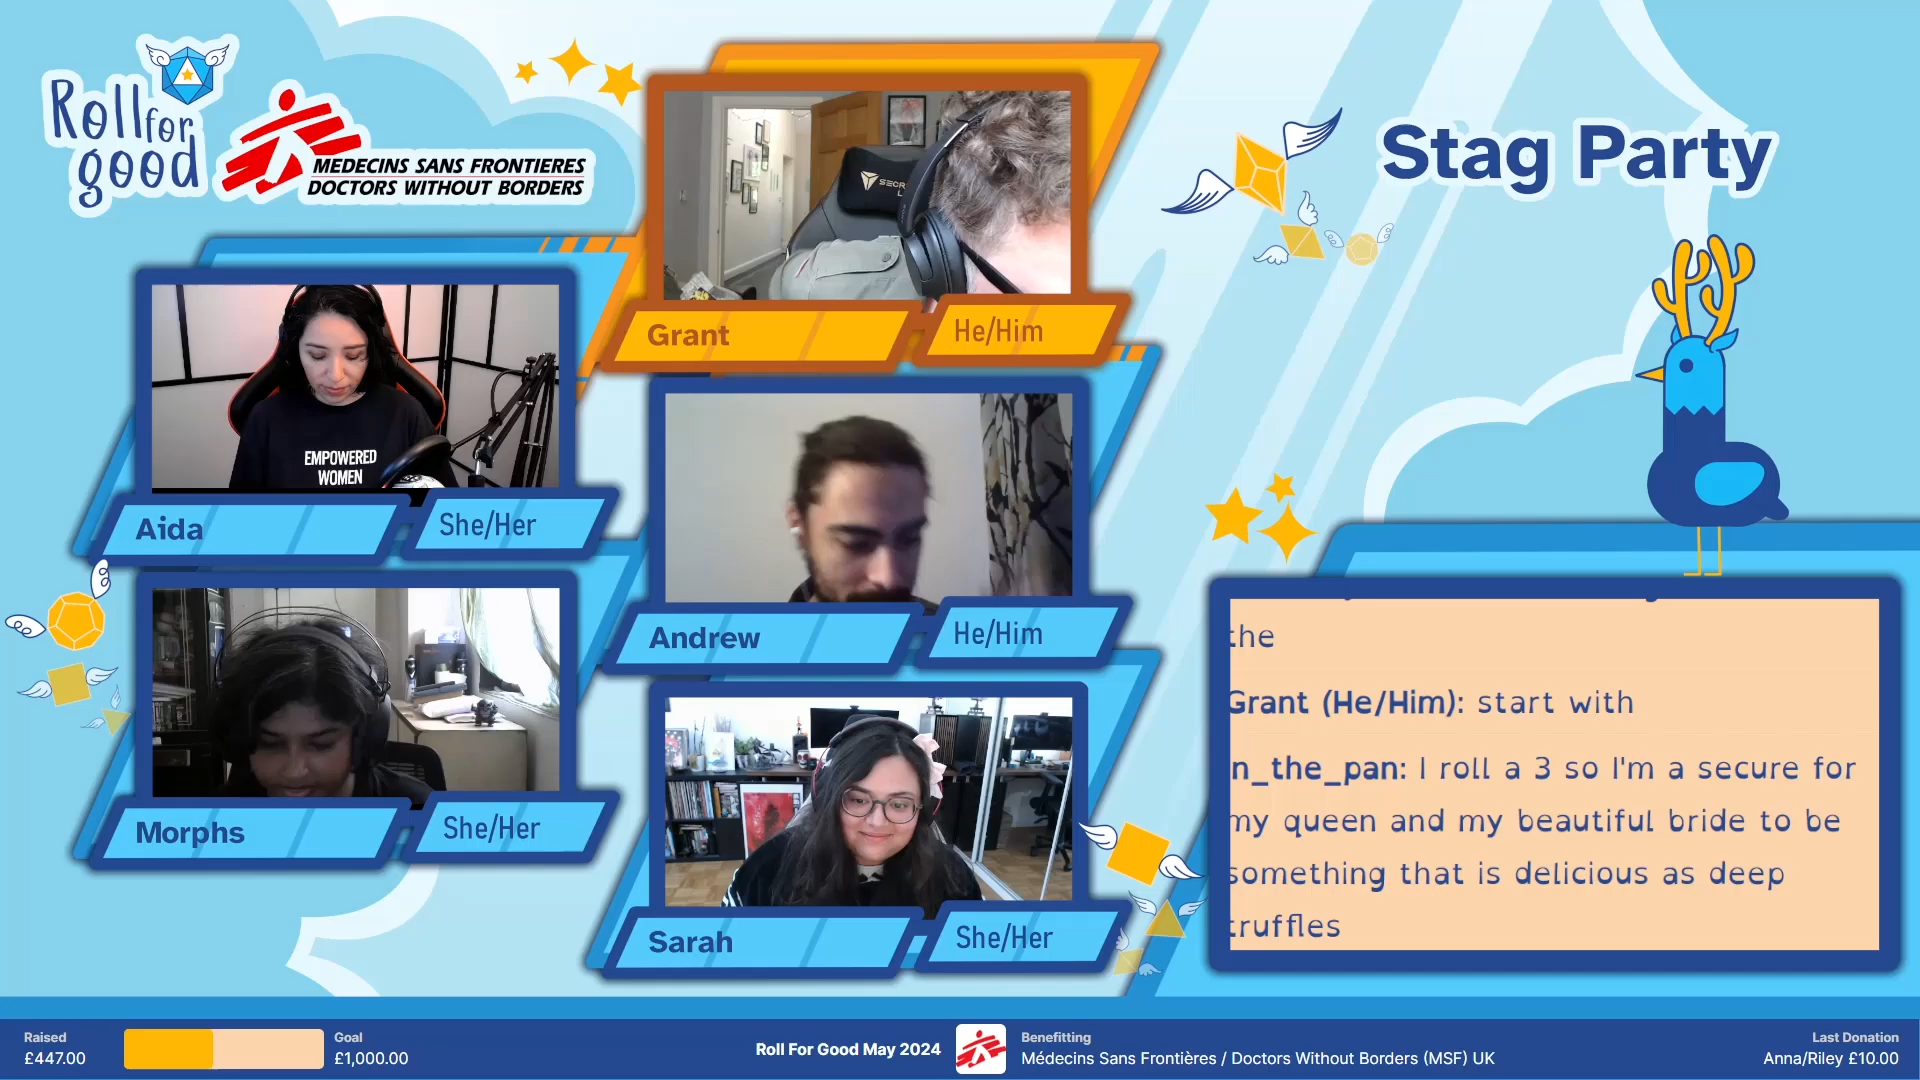 Roll for
good
MEDECINS SANS FRONTIERES
DOCTORS WITHOUT BORDERS
Stag Party
Grant
He/Him
EMPOWERED
WOMEN
Aida
She/Her
Andrew
He/Him
Morphs
She/Her
Sarah
She/Her
the
Grant (He/Him): start with
n_the_pan: I roll a 3 so I'm a secure for
my queen and my beautiful bride to be
something that is delicious as deep
truffles
Raised
£447.00
Goal
£1,000.00
Roll For Good May 2024
Benefitting
Médecins Sans Frontières / Doctors Without Borders (MSF) UK
Last Donation
Anna/Riley £10.00